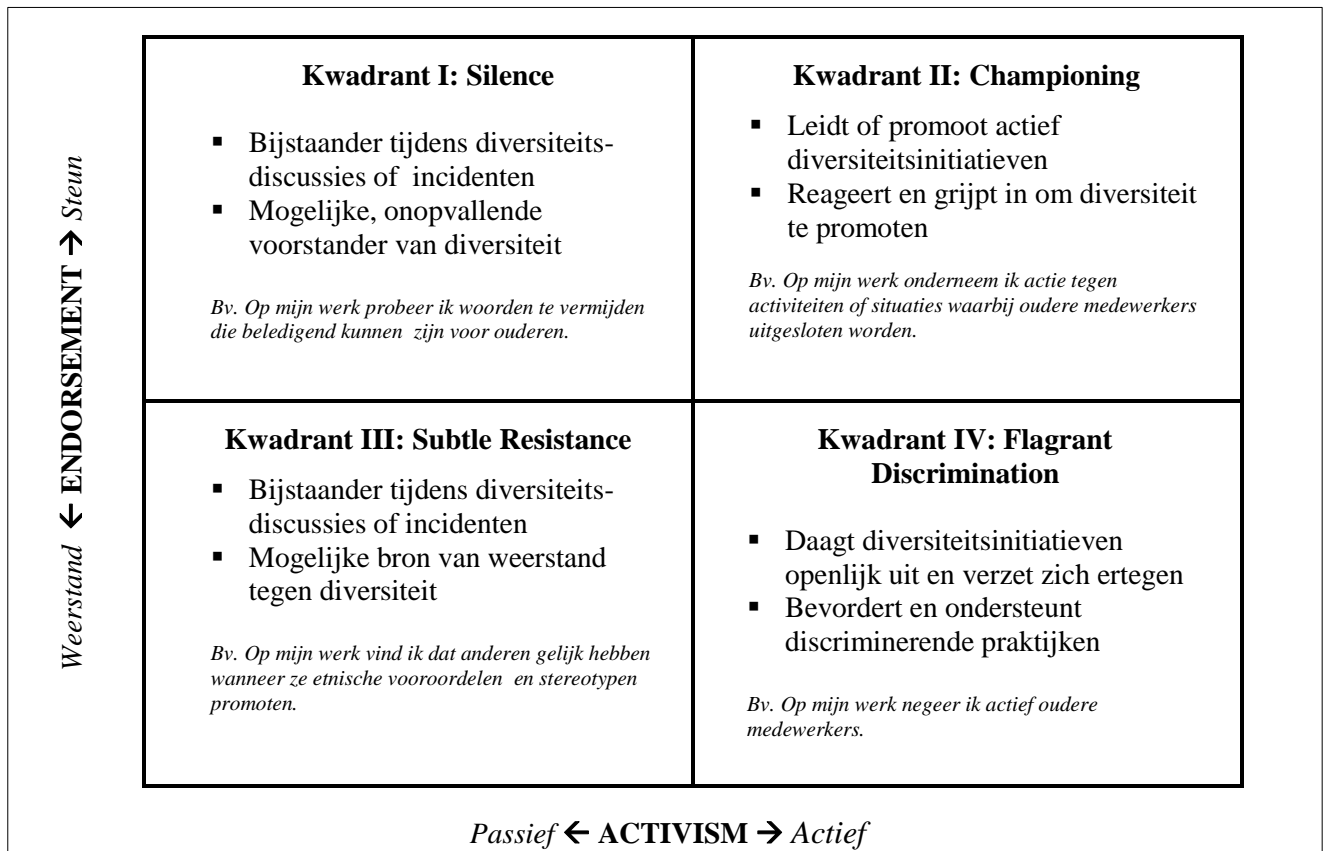 Weerstand ← ENDORSEMENT → Steun
Kwadrant I: Silence
▪ Bijstaander tijdens diversiteits-
discussies of incidenten
▪ Mogelijke, onopvallende
voorstander van diversiteit
Bv. Op mijn werk probeer ik woorden te vermijden
die beledigend kunnen zijn voor ouderen.
Kwadrant II: Championing
▪ Leidt of promoot actief
diversiteitsinitiatieven
▪ Reageert en grijpt in om diversiteit
te promoten
Bv. Op mijn werk onderneem ik actie tegen
activiteiten of situaties waarbij oudere medewerkers
uitgesloten worden.
Kwadrant III: Subtle Resistance
▪ Bijstaander tijdens diversiteits-
discussies of incidenten
▪ Mogelijke bron van weerstand
tegen diversiteit
Bv. Op mijn werk vind ik dat anderen gelijk hebben
wanneer ze etnische vooroordelen en stereotypen
promoten.
Kwadrant IV: Flagrant
Discrimination
▪ Daagt diversiteitsinitiatieven
openlijk uit en verzet zich ertegen
▪ Bevordert en ondersteunt
discriminerende praktijken
Bv. Op mijn werk negeer ik actief oudere
medewerkers.
Passief ← ACTIVISM → Actief